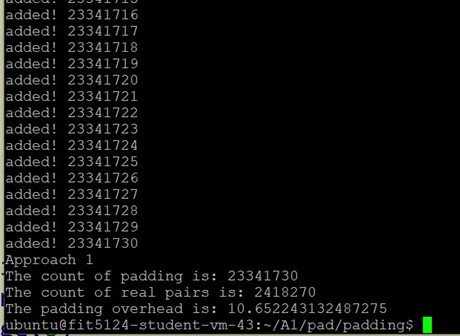 added! 23341715
added! 23341716
added! 23341717
added! 23341718
added! 23341719
added! 23341720
added! 23341721
added! 23341722
added! 23341723
added! 23341724
added! 23341725
added! 23341726
added! 23341727
added! 23341728
added! 23341729
added! 23341730
Approach 1
The count of padding is: 23341730
The count of real pairs is: 2418270
The padding overhead is: 10.652243132487275
ubuntu@fit5124-student-vm-43:~/A1/pad/padding$